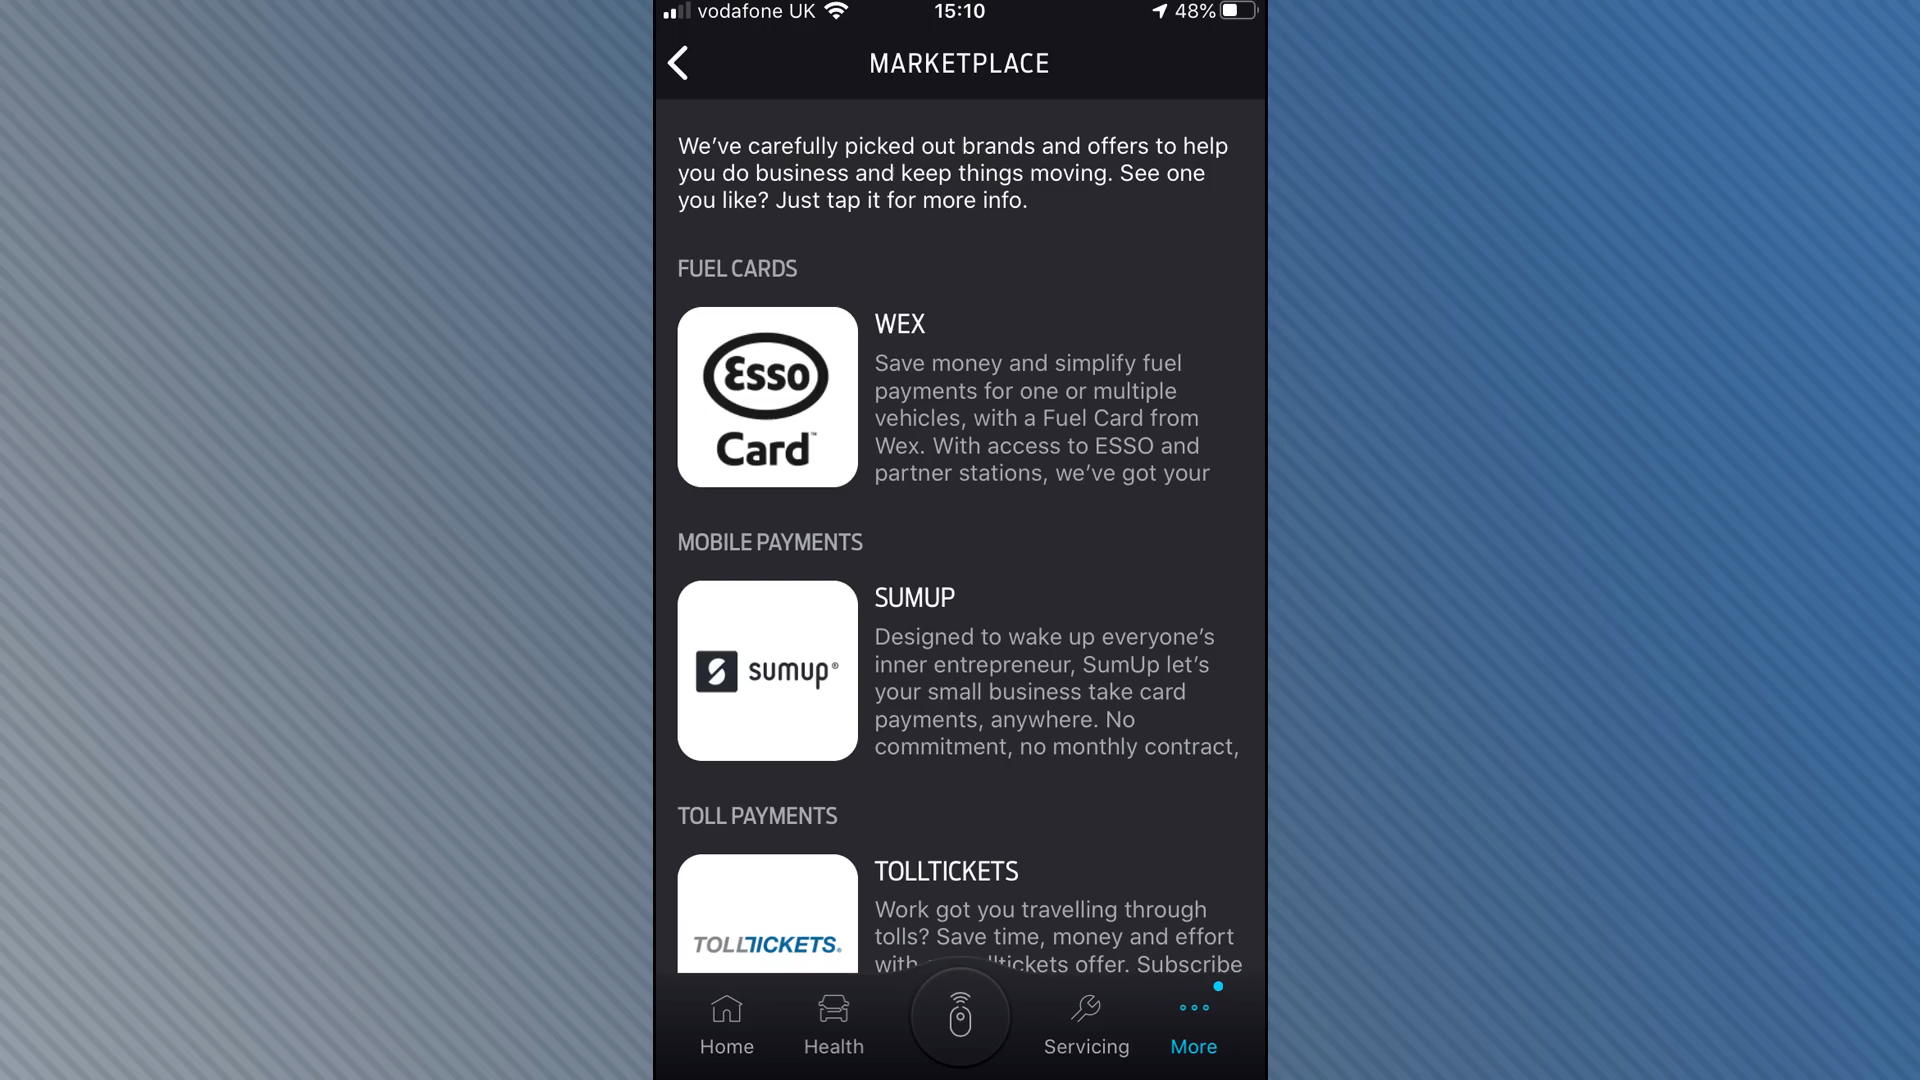 vodafone UK 15:10 48%
MARKETPLACE
We’ve carefully picked out brands and offers to help
you do business and keep things moving. See one
you like? Just tap it for more info.
FUEL CARDS
Esso
Card™
WEX
Save money and simplify fuel
payments for one or multiple
vehicles, with a Fuel Card from
Wex. With access to ESSO and
partner stations, we’ve got your
MOBILE PAYMENTS
sumup®
SUMUP
Designed to wake up everyone’s
inner entrepreneur, SumUp let’s
your small business take card
payments, anywhere. No
commitment, no monthly contract,
TOLL PAYMENTS
TOLLTICKETS®
TOLLTICKETS
Work got you travelling through
tolls? Save time, money and effort
with lltickets offer. Subscribe
Home Health Servicing More